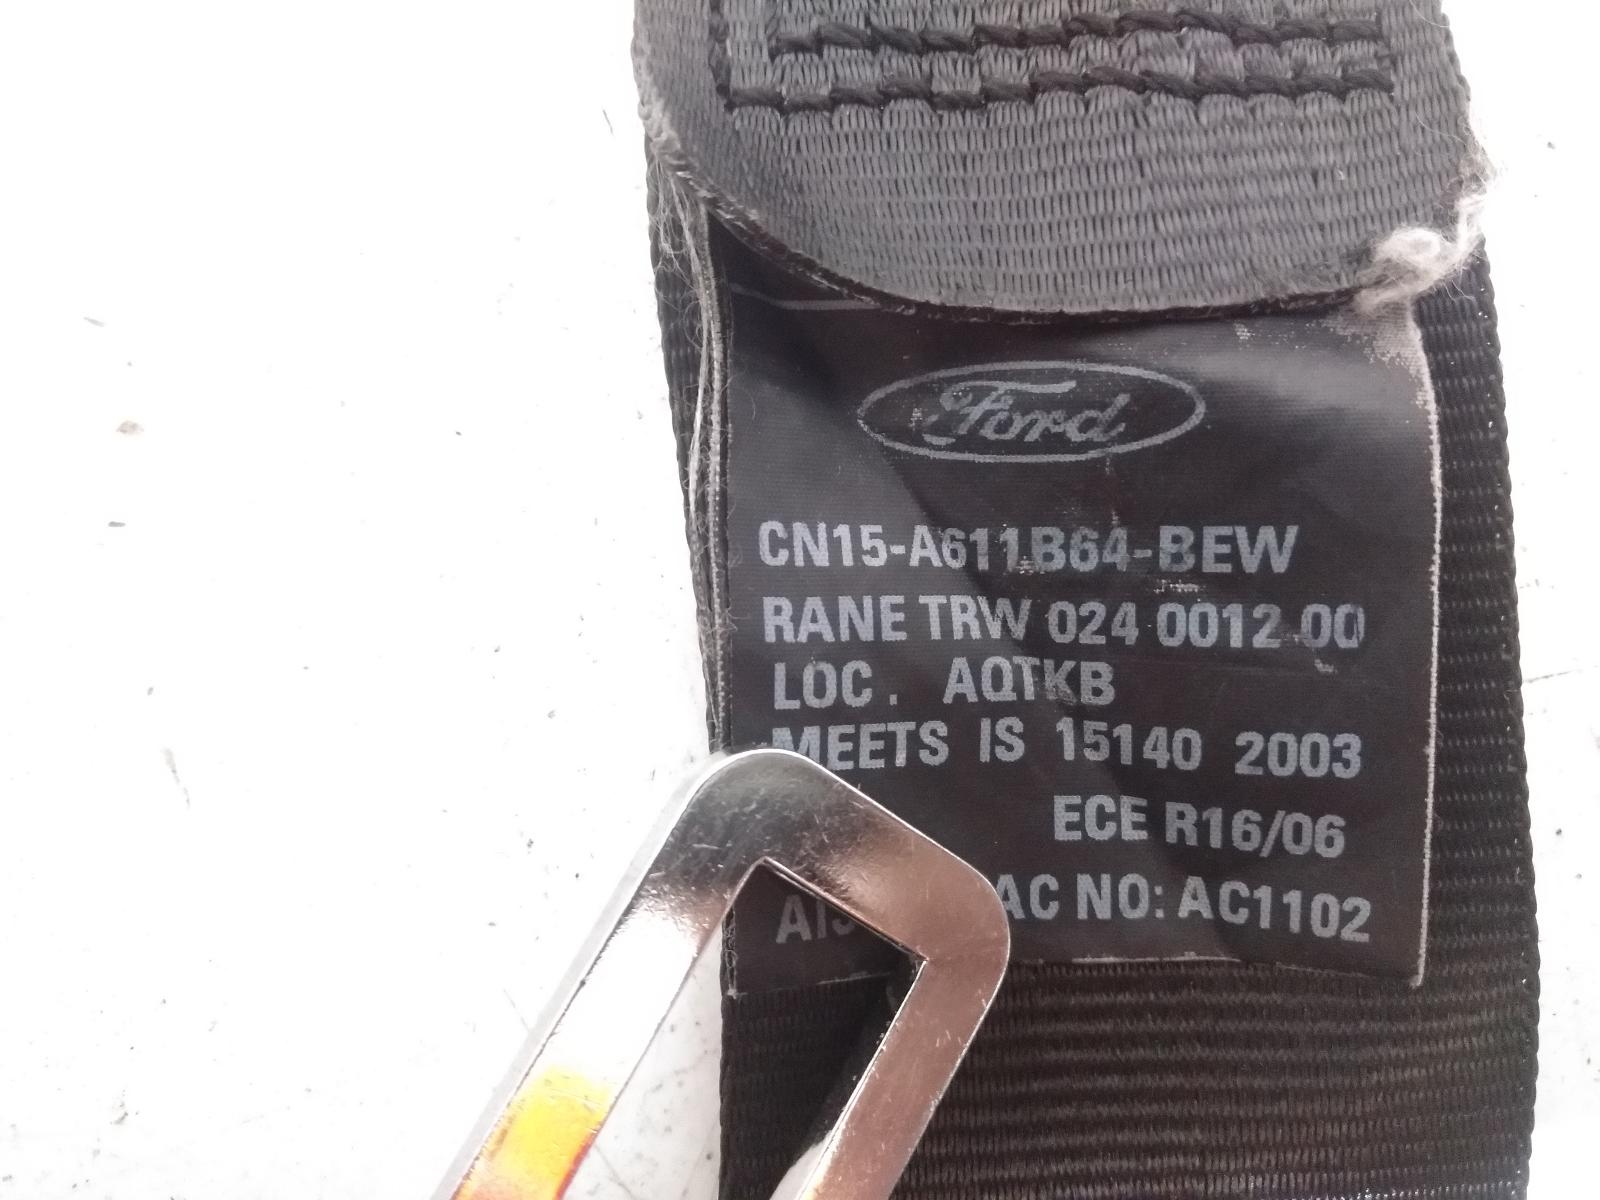 Ford
CN15-A611B64-BEW
RANE TRW 024 0012 00
LOC. AQTKB
MEETS IS 15140 2003
ECE R16/06
AC NO: AC1102